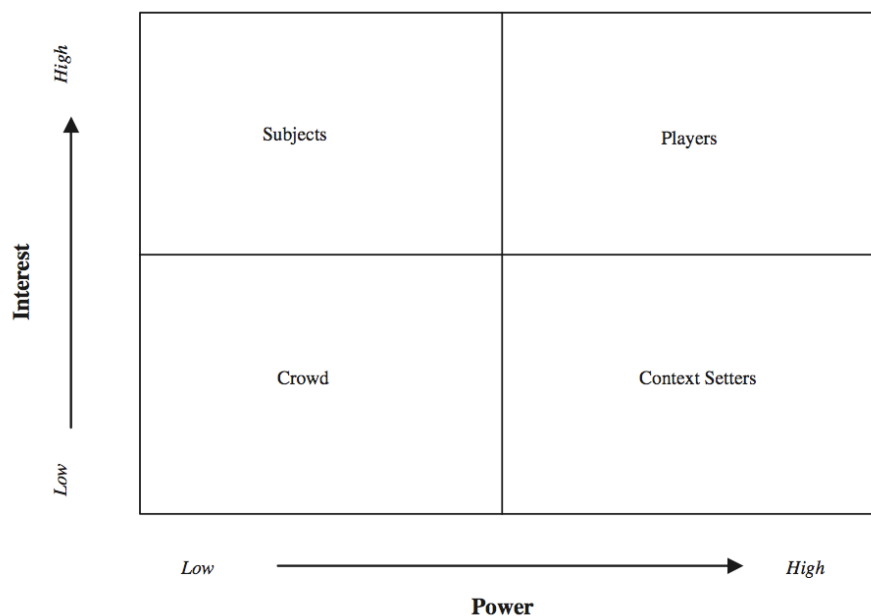 High
Subjects
Players
Interest
Crowd
Context Setters
Low
Low
High
Power